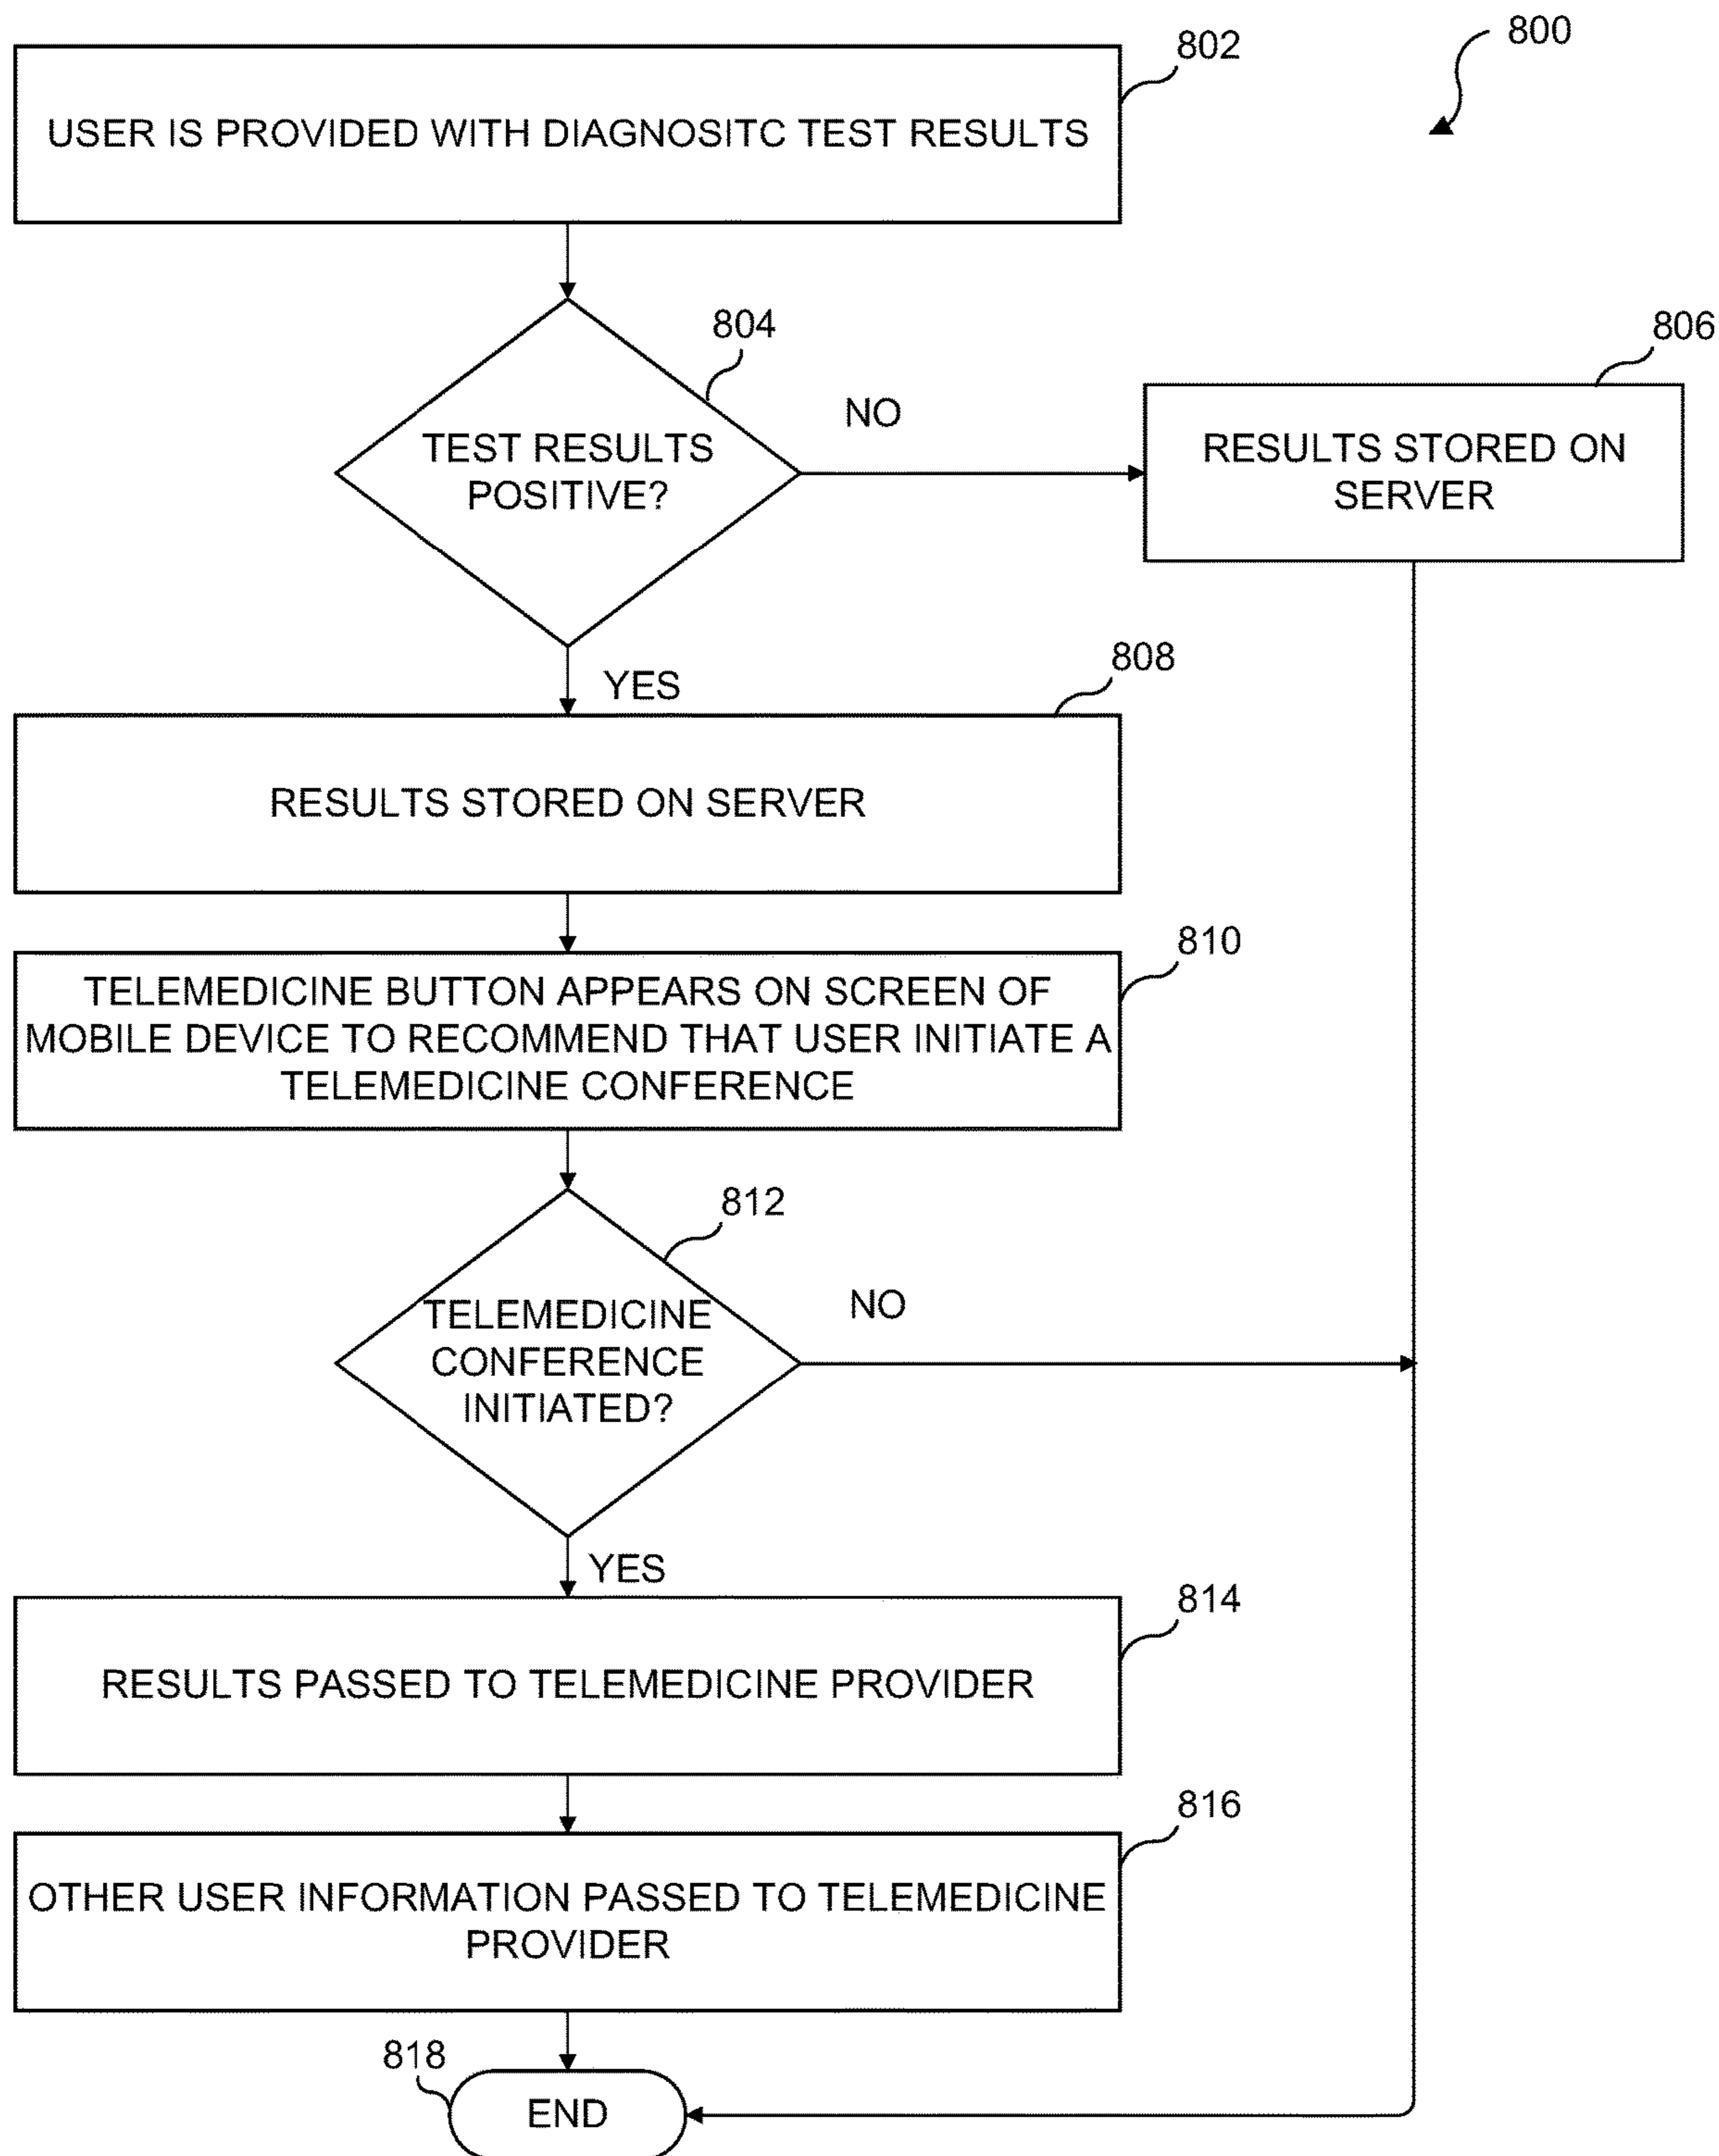 800
802
USER IS PROVIDED WITH DIAGNOSITC TEST RESULTS
804
TEST RESULTS
POSITIVE?
NO
806
RESULTS STORED ON
SERVER
YES
808
RESULTS STORED ON SERVER
810
TELEMEDICINE BUTTON APPEARS ON SCREEN OF
MOBILE DEVICE TO RECOMMEND THAT USER INITIATE A
TELEMEDICINE CONFERENCE
812
TELEMEDICINE
CONFERENCE
INITIATED?
NO
YES
814
RESULTS PASSED TO TELEMEDICINE PROVIDER
816
OTHER USER INFORMATION PASSED TO TELEMEDICINE
PROVIDER
818
END